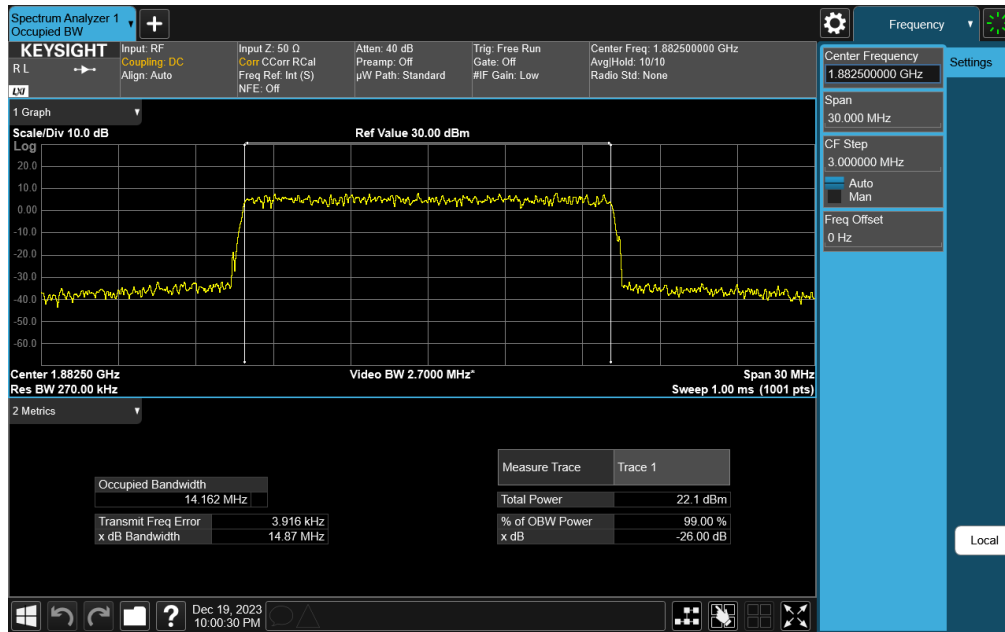 Spectrum Analyzer 1
Occupied BW
Frequency
KEYSIGHT
R L
LXI
Input: RF
Coupling: DC
Align: Auto
Input Z: 50 Ω
Corr CCorr RCal
Freq Ref: Int (S)
NFE: Off
Atten: 40 dB
Preamp: Off
µW Path: Standard
Trig: Free Run
Gate: Off
#IF Gain: Low
Center Freq: 1.882500000 GHz
Avg|Hold: 10/10
Radio Std: None
Center Frequency
1.882500000 GHz
Settings
Span
30.000 MHz
CF Step
3.000000 MHz
Auto
Man
Freq Offset
0 Hz
1 Graph
Scale/Div 10.0 dB
Ref Value 30.00 dBm
Log
20.0
10.0
0.00
-10.0
-20.0
-30.0
-40.0
-50.0
-60.0
Center 1.88250 GHz
Video BW 2.7000 MHz*
Span 30 MHz
Res BW 270.00 kHz
Sweep 1.00 ms (1001 pts)
2 Metrics
Occupied Bandwidth
14.162 MHz
Transmit Freq Error 3.916 kHz
x dB Bandwidth 14.87 MHz
Measure Trace Trace 1
Total Power 22.1 dBm
% of OBW Power 99.00 %
x dB -26.00 dB
Local
?
Dec 19, 2023
10:00:30 PM